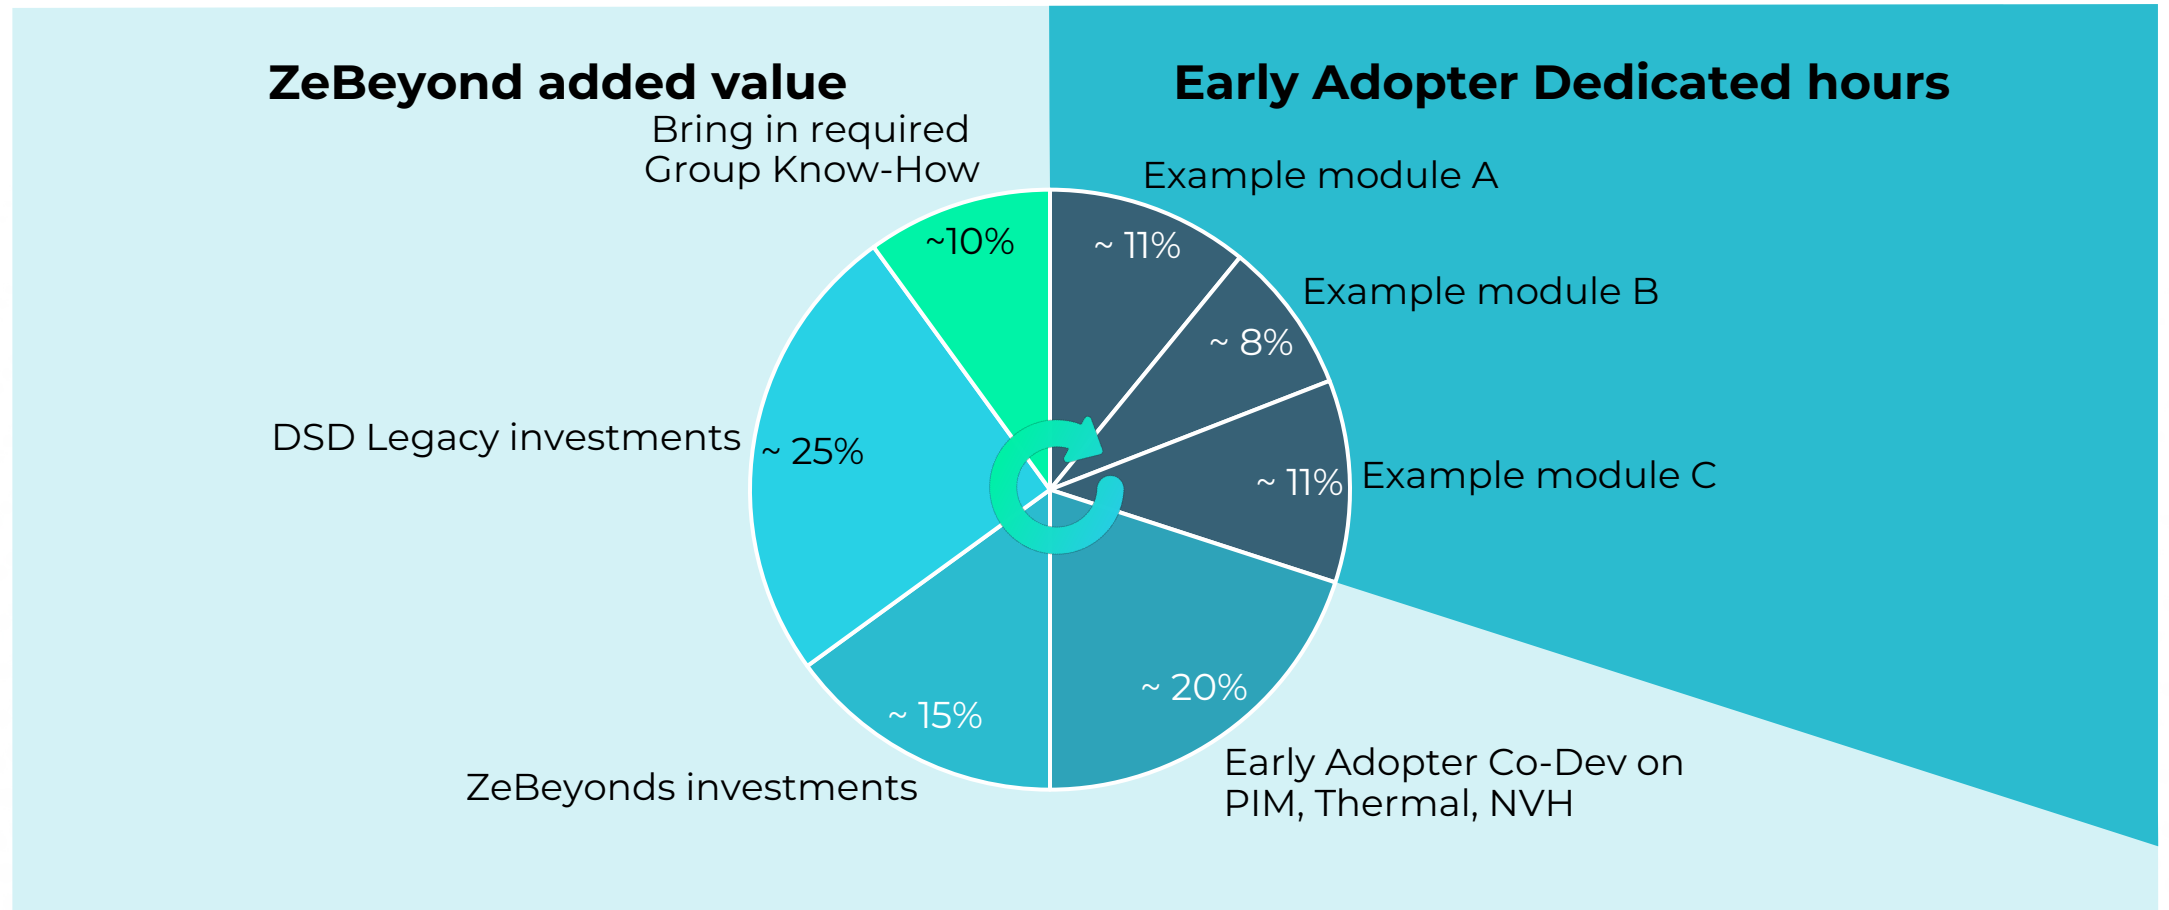 ZeBeyond added value
Early Adopter Dedicated hours
Bring in required
Group Know-How
Example module A
~10%
~ 11%
Example module B
~ 8%
DSD Legacy investments
~ 25%
~ 11%
Example module C
~ 20%
~ 15%
ZeBeyonds investments
Early Adopter Co-Dev on
PIM, Thermal, NVH